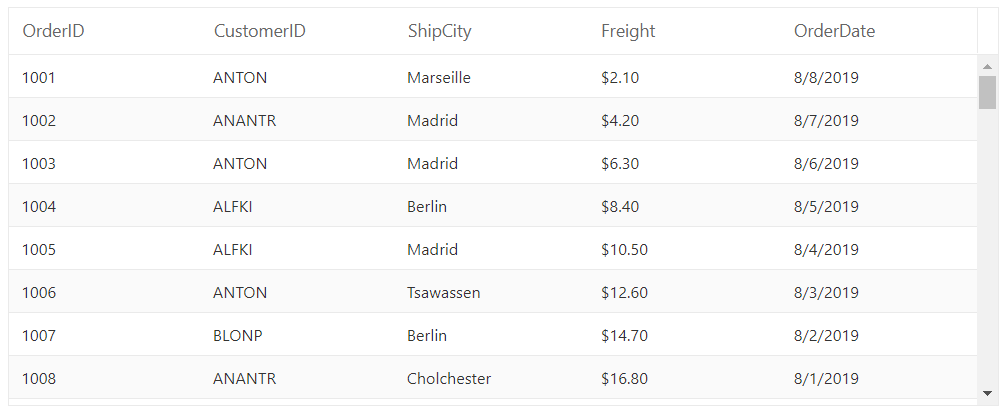 OrderID CustomerID ShipCity Freight OrderDate
1001 ANTON Marseille $2.10 8/8/2019
1002 ANANTR Madrid $4.20 8/7/2019
1003 ANTON Madrid $6.30 8/6/2019
1004 ALFKI Berlin $8.40 8/5/2019
1005 ALFKI Madrid $10.50 8/4/2019
1006 ANTON Tsawassen $12.60 8/3/2019
1007 BLONP Berlin $14.70 8/2/2019
1008 ANANTR Cholchester $16.80 8/1/2019